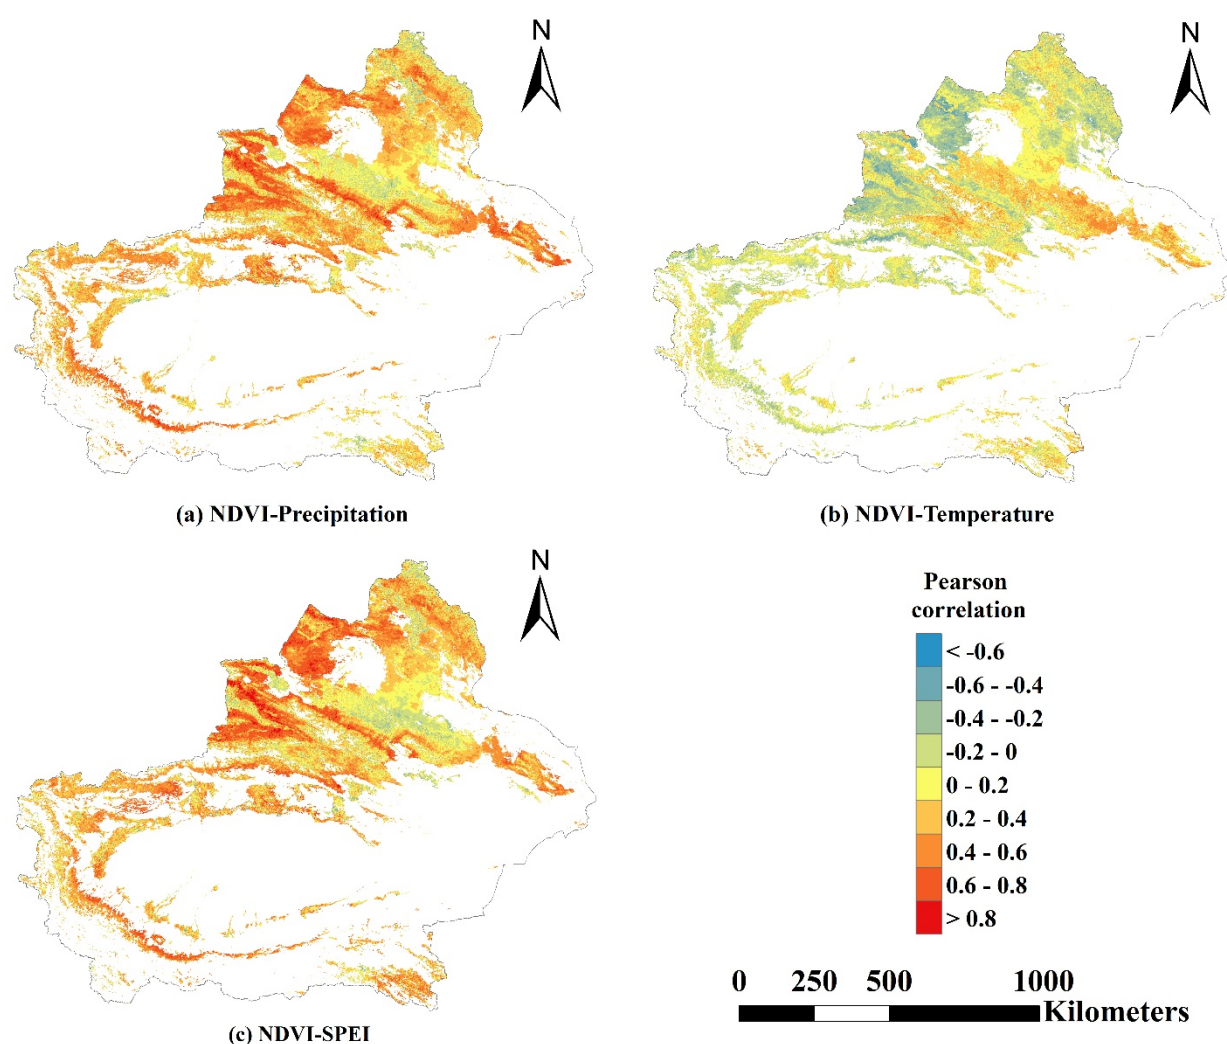 N
N
(a) NDVI-Precipitation
(b) NDVI-Temperature
N
Pearson
correlation
< -0.6
-0.6 - -0.4
-0.4 - -0.2
-0.2 - 0
0 - 0.2
0.2 - 0.4
0.4 - 0.6
0.6 - 0.8
> 0.8
0 250 500 1000
Kilometers
(c) NDVI-SPEI